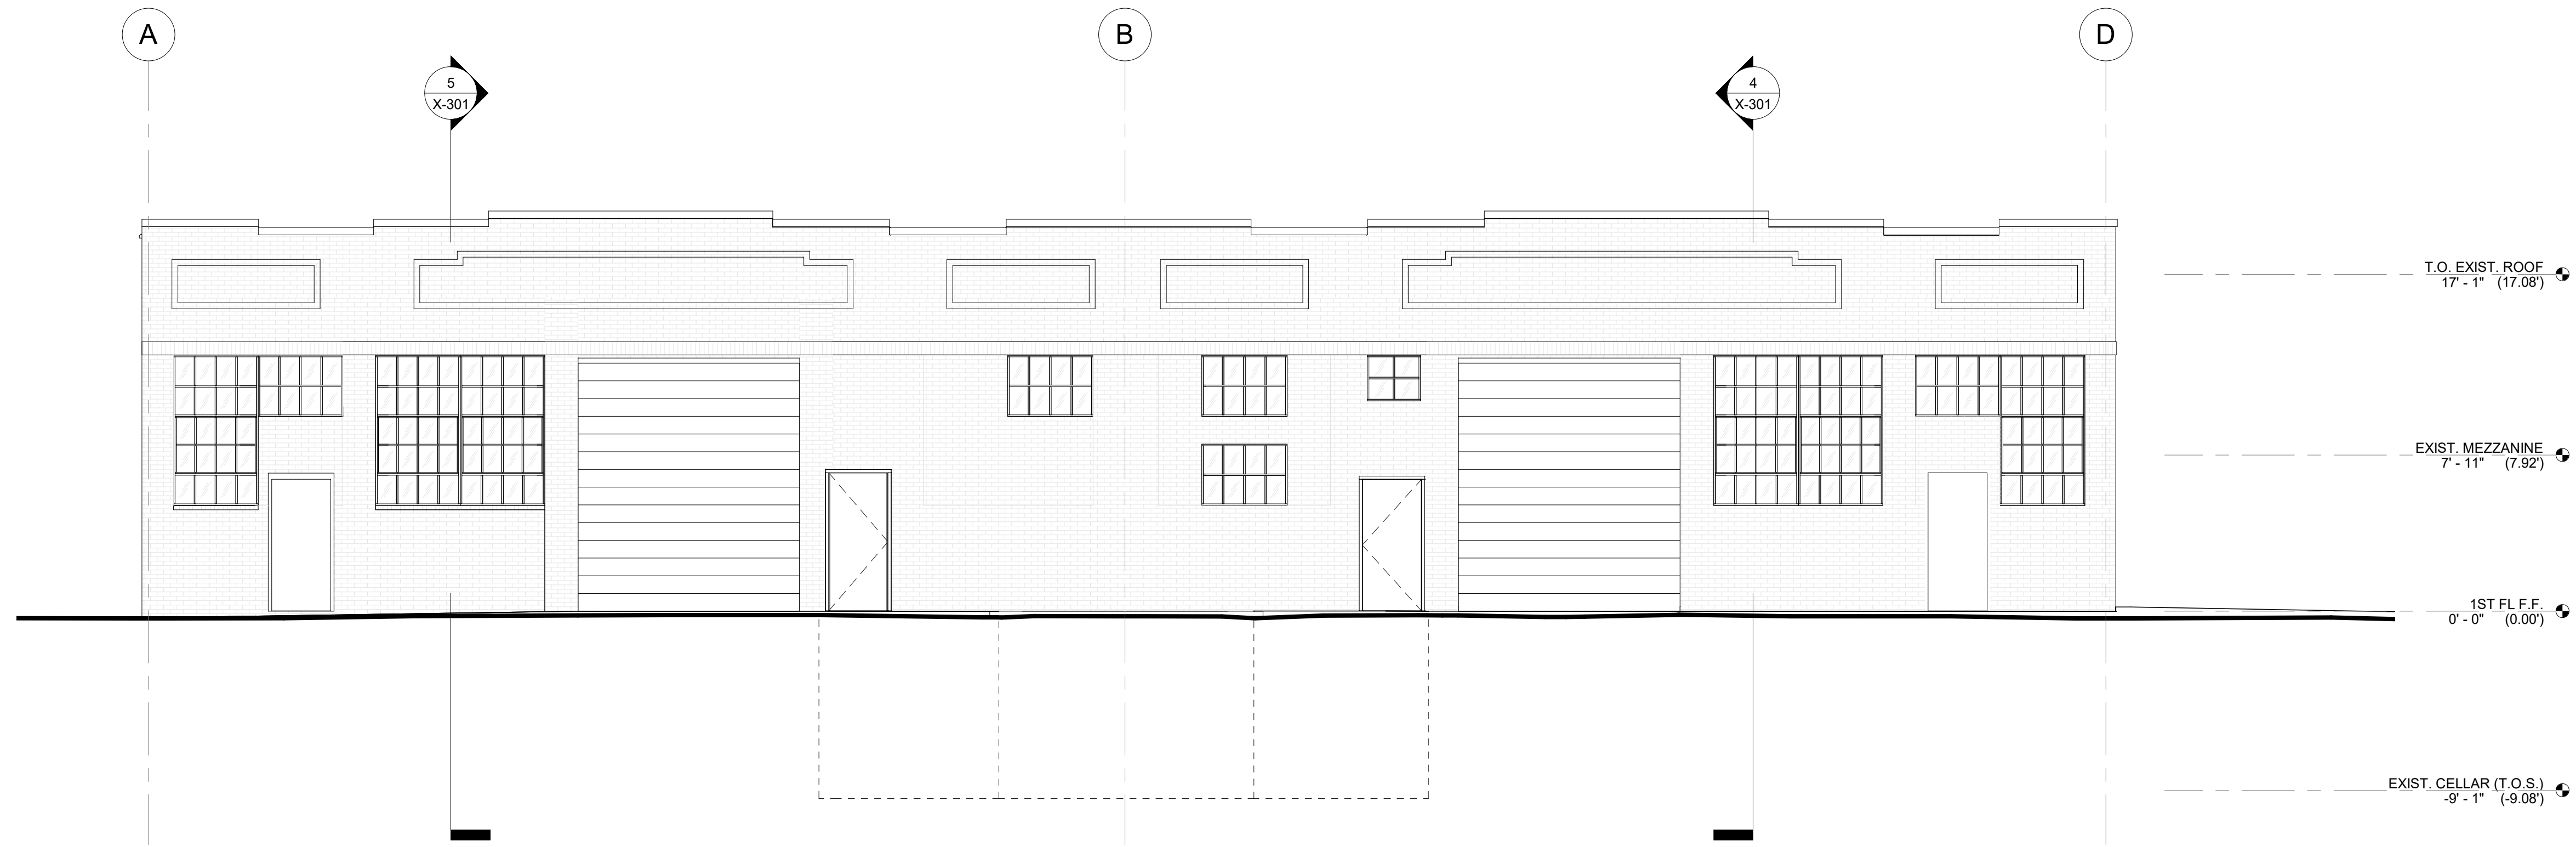 A
B
D
5
X-301
4
X-301
T.O. EXIST. ROOF
17' - 1" (17.08')
EXIST. MEZZANINE
7' - 11" (7.92')
1ST FL F.F.
0' - 0" (0.00')
EXIST. CELLAR (T.O.S.)
-9' - 1" (-9.08')